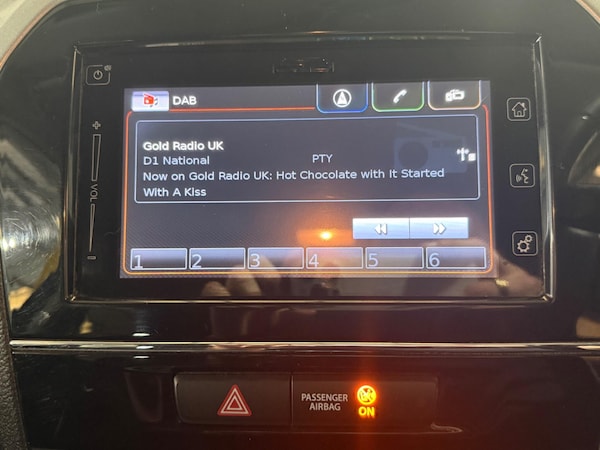 DAB
Gold Radio UK
D1 National PTY
Now on Gold Radio UK: Hot Chocolate with It Started
With A Kiss
VOL
1 2 3 4 5 6
PASSENGER
AIRBAG
ON